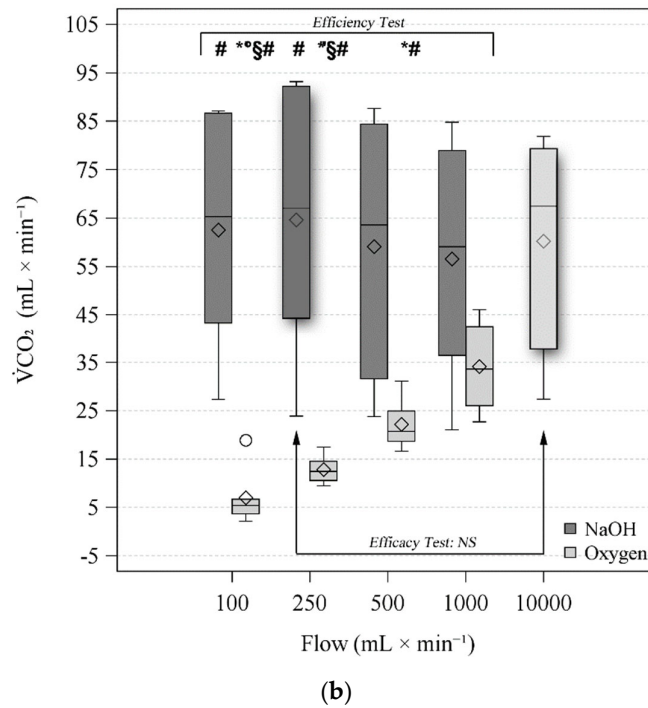 Efficiency Test
# *°§# # *'§# *#
105
95
85
75
65
55
45
35
25
15
5
-5
V̇CO₂ (mL × min⁻¹)
Efficacy Test: NS
NaOH
Oxygen
100 250 500 1000 10000
Flow (mL × min⁻¹)
(b)